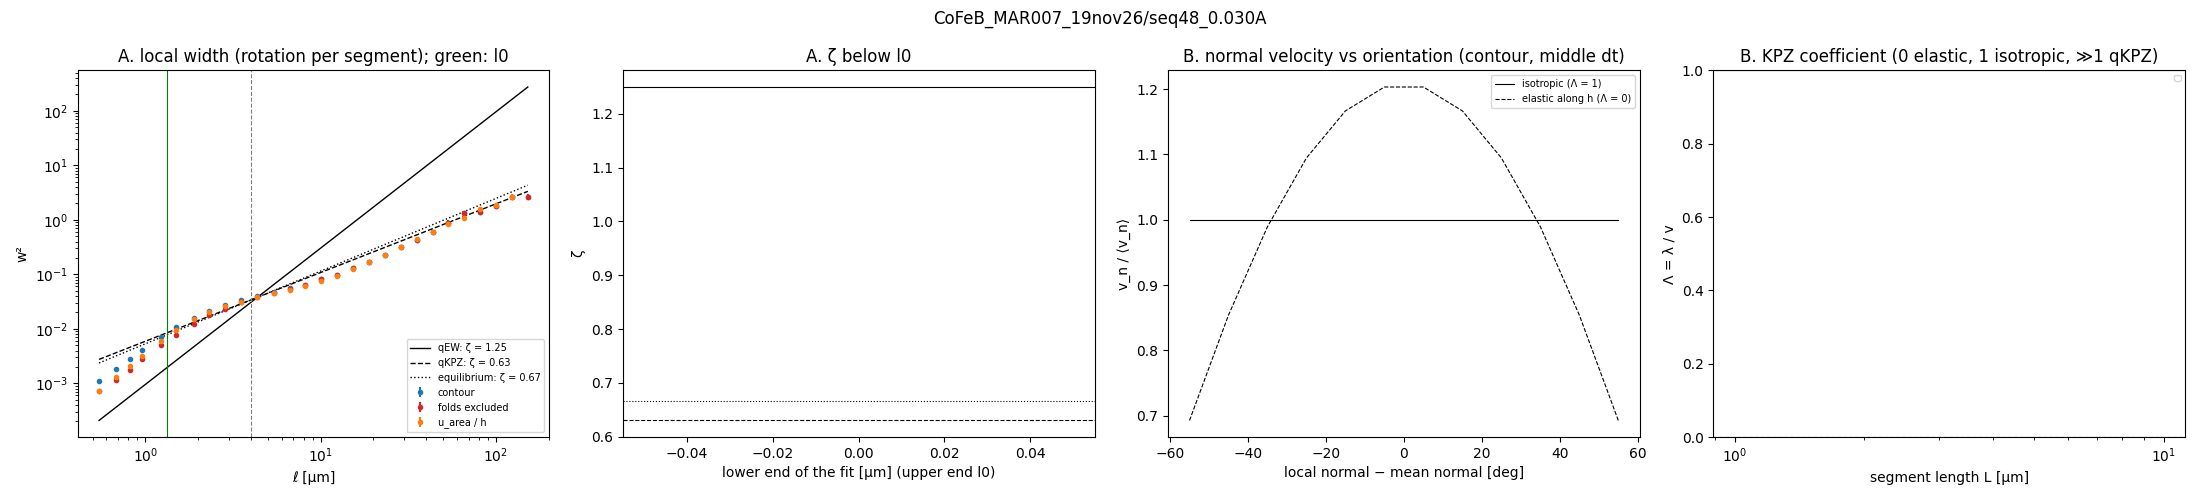 CoFeB_MAR007_19nov26/seq48_0.030A
A. local width (rotation per segment); green: l0
w²
10²
10¹
10⁰
10⁻¹
10⁻²
10⁻³
10⁰
10¹
10²
ℓ [µm]
qEW: ζ = 1.25
qKPZ: ζ = 0.63
equilibrium: ζ = 0.67
contour
folds excluded
u_area / h
A. ζ below l0
ζ
1.2
1.1
1.0
0.9
0.8
0.7
0.6
−0.04
−0.02
0.00
0.02
0.04
lower end of the fit [µm] (upper end l0)
B. normal velocity vs orientation (contour, middle dt)
v_n / ⟨v_n⟩
1.2
1.1
1.0
0.9
0.8
0.7
−60
−40
−20
0
20
40
60
local normal − mean normal [deg]
isotropic (Λ = 1)
elastic along h (Λ = 0)
B. KPZ coefficient (0 elastic, 1 isotropic, ≫1 qKPZ)
Λ = λ / v
1.0
0.8
0.6
0.4
0.2
0.0
10⁰
10¹
segment length L [µm]